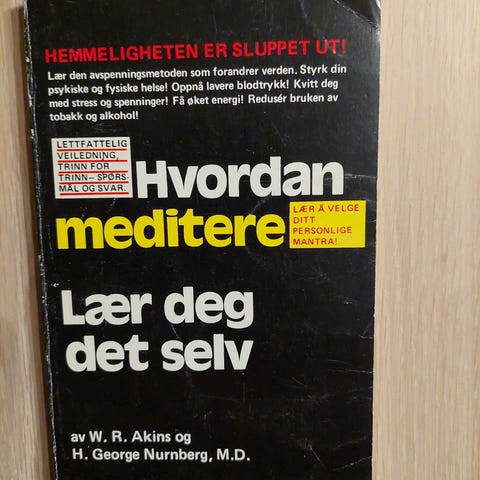 HEMMELIGHETEN ER SLUPPET UT!
Lær den avspenningsmetoden som forandrer verden. Styrk din
psykiske og fysiske helse! Oppnå lavere blodtrykk! Kvitt deg
med stress og spenninger! Få øket energi! Redusér bruken av
tobakk og alkohol!
LETTFATTELIG
VEILEDNING,
TRINN FOR
TRINN – SPØRS-
MÅL OG SVAR.
Hvordan
meditere
LÆR Å VELGE
DITT
PERSONLIGE
MANTRA!
Lær deg
det selv
av W. R. Akins og
H. George Nurnberg, M.D.